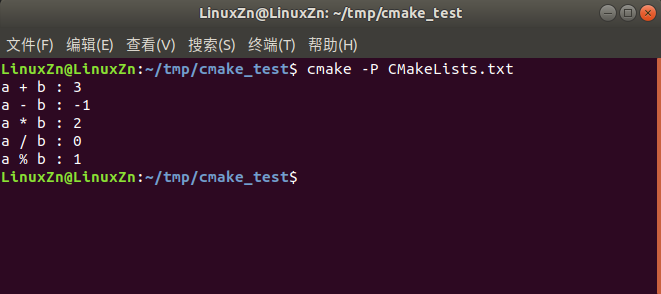 LinuxZn@LinuxZn: ~/tmp/cmake_test
文件(F) 编辑(E) 查看(V) 搜索(S) 终端(T) 帮助(H)
LinuxZn@LinuxZn:~/tmp/cmake_test$ cmake -P CMakeLists.txt
a + b : 3
a - b : -1
a * b : 2
a / b : 0
a % b : 1
LinuxZn@LinuxZn:~/tmp/cmake_test$